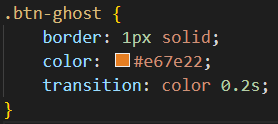 .btn-ghost {
    border: 1px solid;
    color: #e67e22;
    transition: color 0.2s;
}